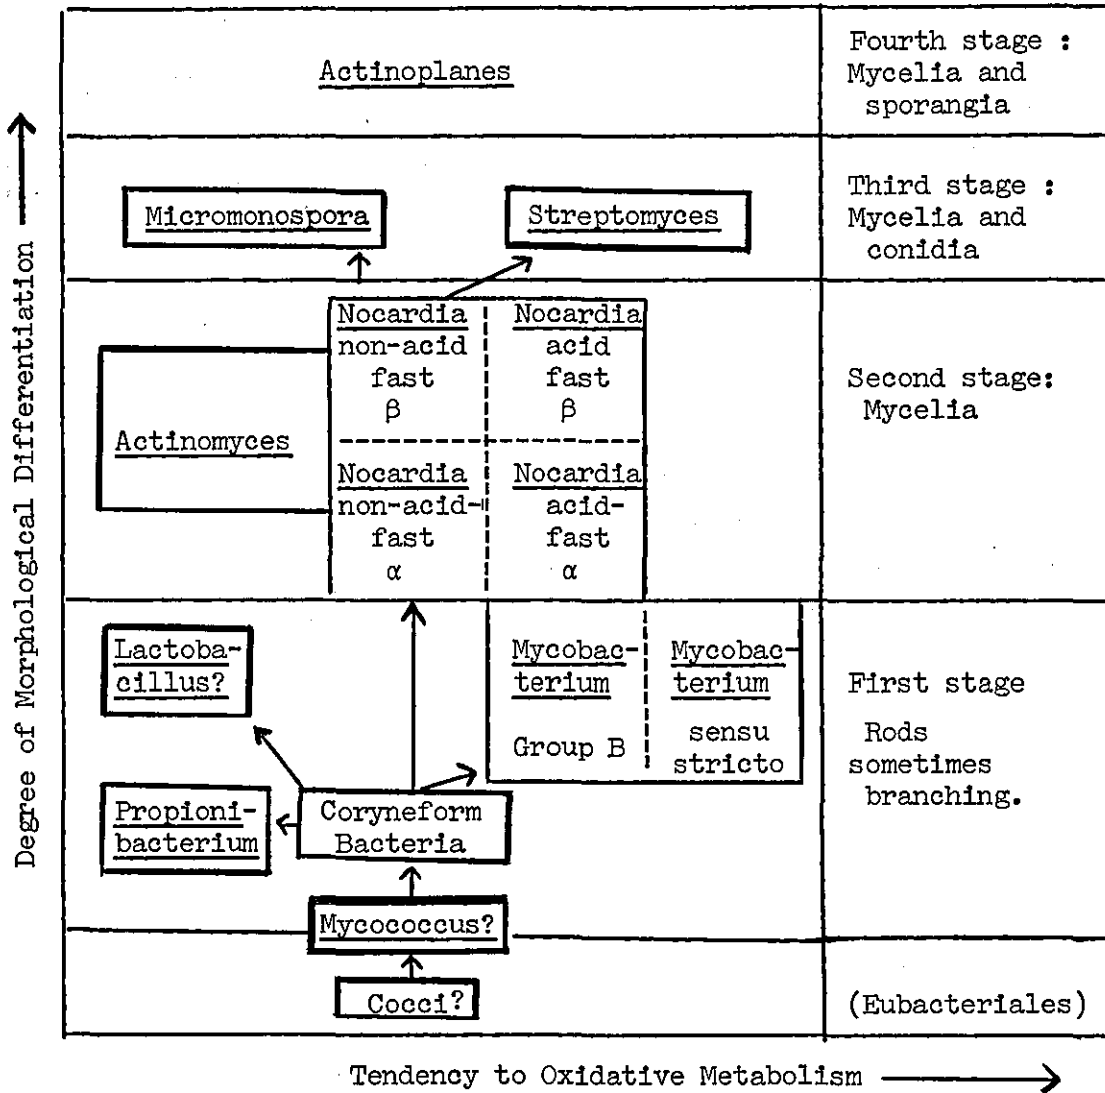 Degree of Morphological Differentiation
Actinoplanes
Fourth stage :
Mycelia and
sporangia
Micromonospora
Streptomyces
Third stage :
Mycelia and
conidia
Actinomyces
Nocardia
non-acid
fast
β
Nocardia
acid
fast
β
Nocardia
non-acid-
fast
α
Nocardia
acid-
fast
α
Second stage:
Mycelia
Lactoba-
cillus?
Propioni-
bacterium
Coryneform
Bacteria
Mycobac-
terium
Group B
Mycobac-
terium
sensu
stricto
First stage
Rods
sometimes
branching.
Mycococcus?
Cocci?
(Eubacteriales)
Tendency to Oxidative Metabolism